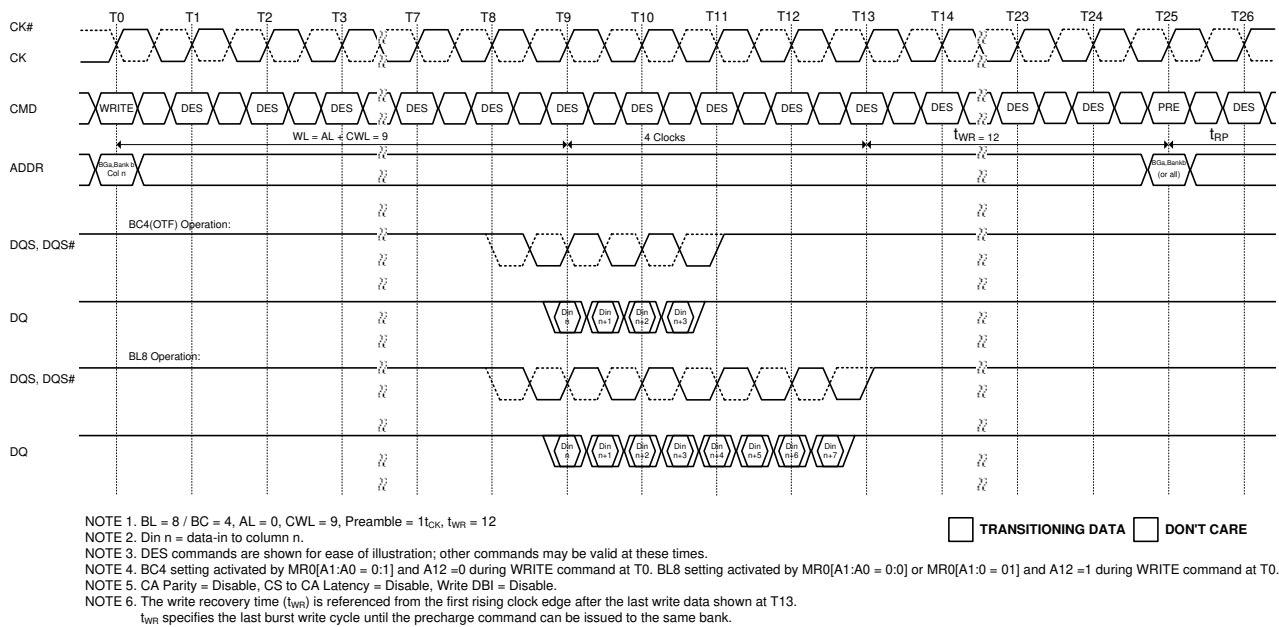 T0 T1 T2 T3 T7 T8 T9 T10 T11 T12 T13 T14 T23 T24 T25 T26
CK#
CK
CMD WRITE DES DES DES DES DES DES DES DES DES DES DES DES DES PRE DES
WL = AL + CWL = 9 4 Clocks tWR = 12 tRP
ADDR
BGa,Bank b
Col n
BGa,Bankb
(or all)
BC4(OTF) Operation:
DQS, DQS#
DQ
Din n Din n+1 Din n+2 Din n+3
BL8 Operation:
DQS, DQS#
DQ
Din n Din n+1 Din n+2 Din n+3 Din n+4 Din n+5 Din n+6 Din n+7
NOTE 1. BL = 8 / BC = 4, AL = 0, CWL = 9, Preamble = 1tCK, tWR = 12
NOTE 2. Din n = data-in to column n.
NOTE 3. DES commands are shown for ease of illustration; other commands may be valid at these times.
NOTE 4. BC4 setting activated by MR0[A1:A0 = 0:1] and A12 =0 during WRITE command at T0. BL8 setting activated by MR0[A1:A0 = 0:0] or MR0[A1:0 = 01] and A12 =1 during WRITE command at T0.
NOTE 5. CA Parity = Disable, CS to CA Latency = Disable, Write DBI = Disable.
NOTE 6. The write recovery time (tWR) is referenced from the first rising clock edge after the last write data shown at T13.
tWR specifies the last burst write cycle until the precharge command can be issued to the same bank.
TRANSITIONING DATA DON'T CARE